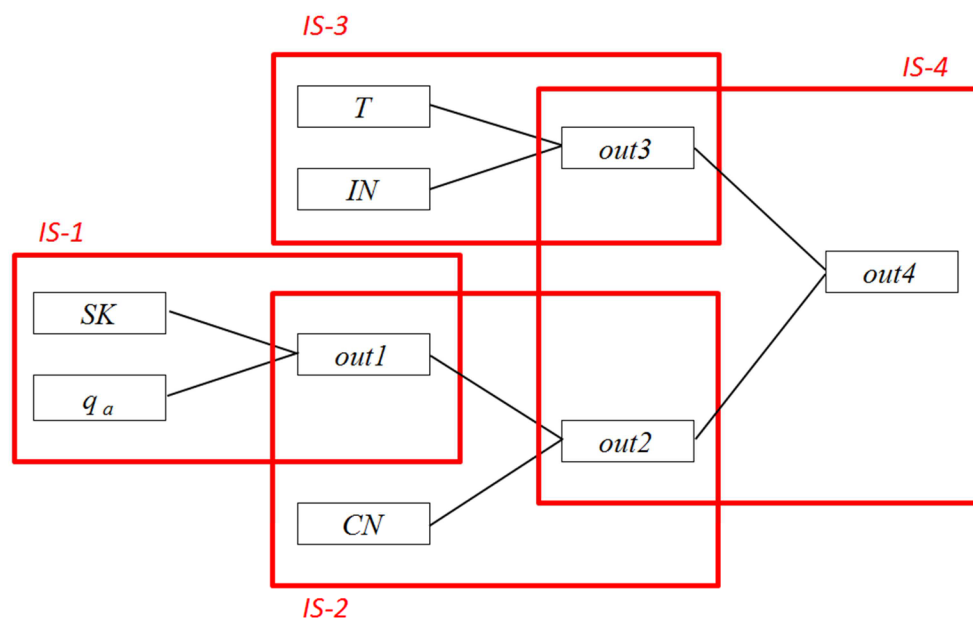 IS-3
IS-4
T
out3
IN
IS-1
out4
SK
out1
q a
out2
CN
IS-2